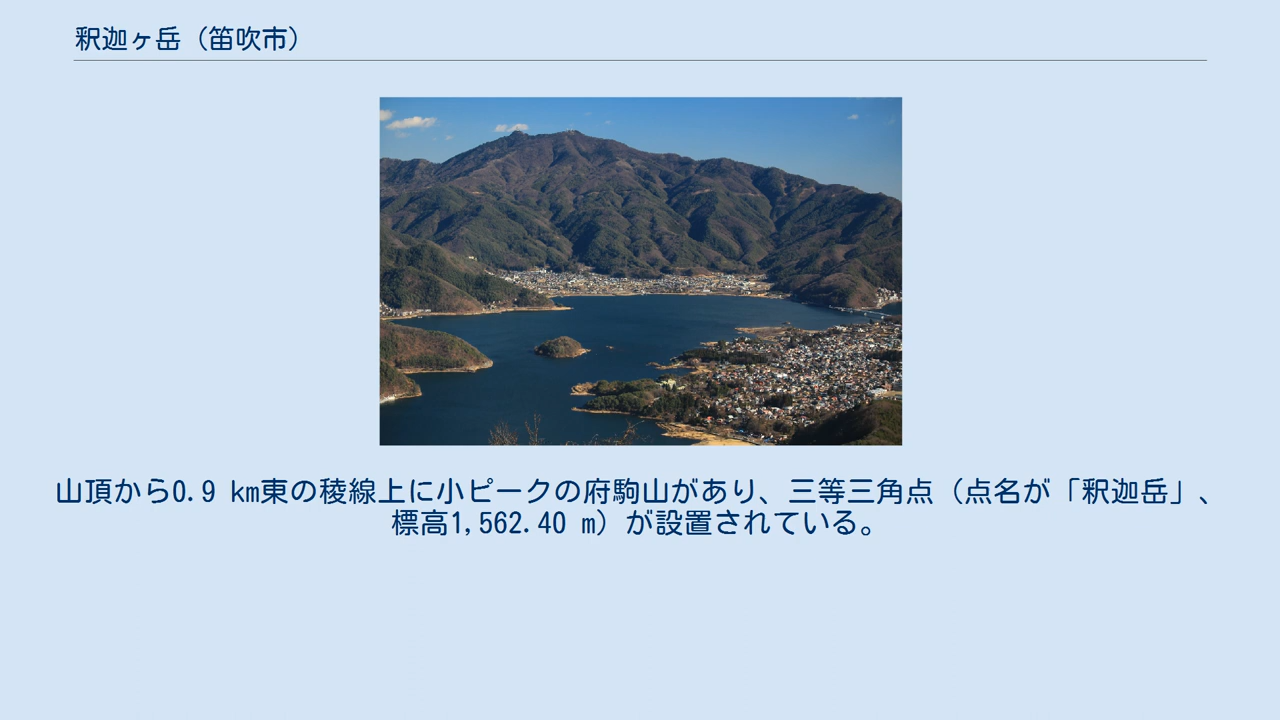 釈迦ヶ岳（笛吹市）
山頂から0.9 km東の稜線上に小ピークの府駒山があり、三等三角点（点名が「釈迦岳」、
標高1,562.40 m）が設置されている。